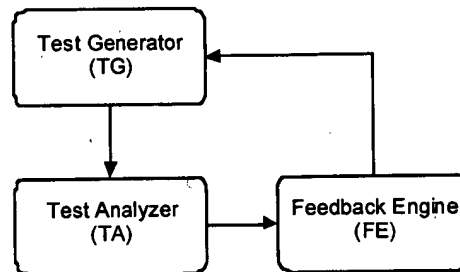 Test Generator
(TG)
Test Analyzer
(TA)
Feedback Engine
(FE)